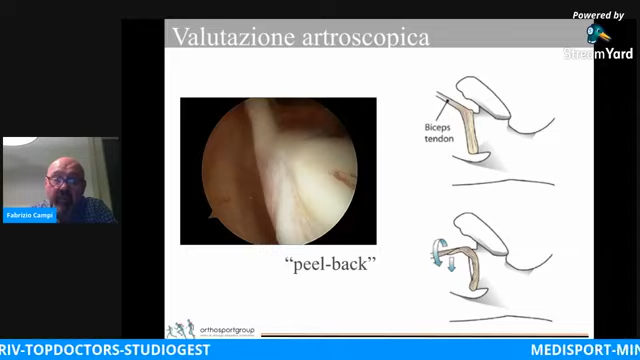 Powered by
StreamYard
Valutazione artroscopica
Biceps
tendon
Fabrizio Campi
“peel-back”
orthosportgroup
RIV-TOPDOCTORS-STUDIOGEST
MEDISPORT-MIN